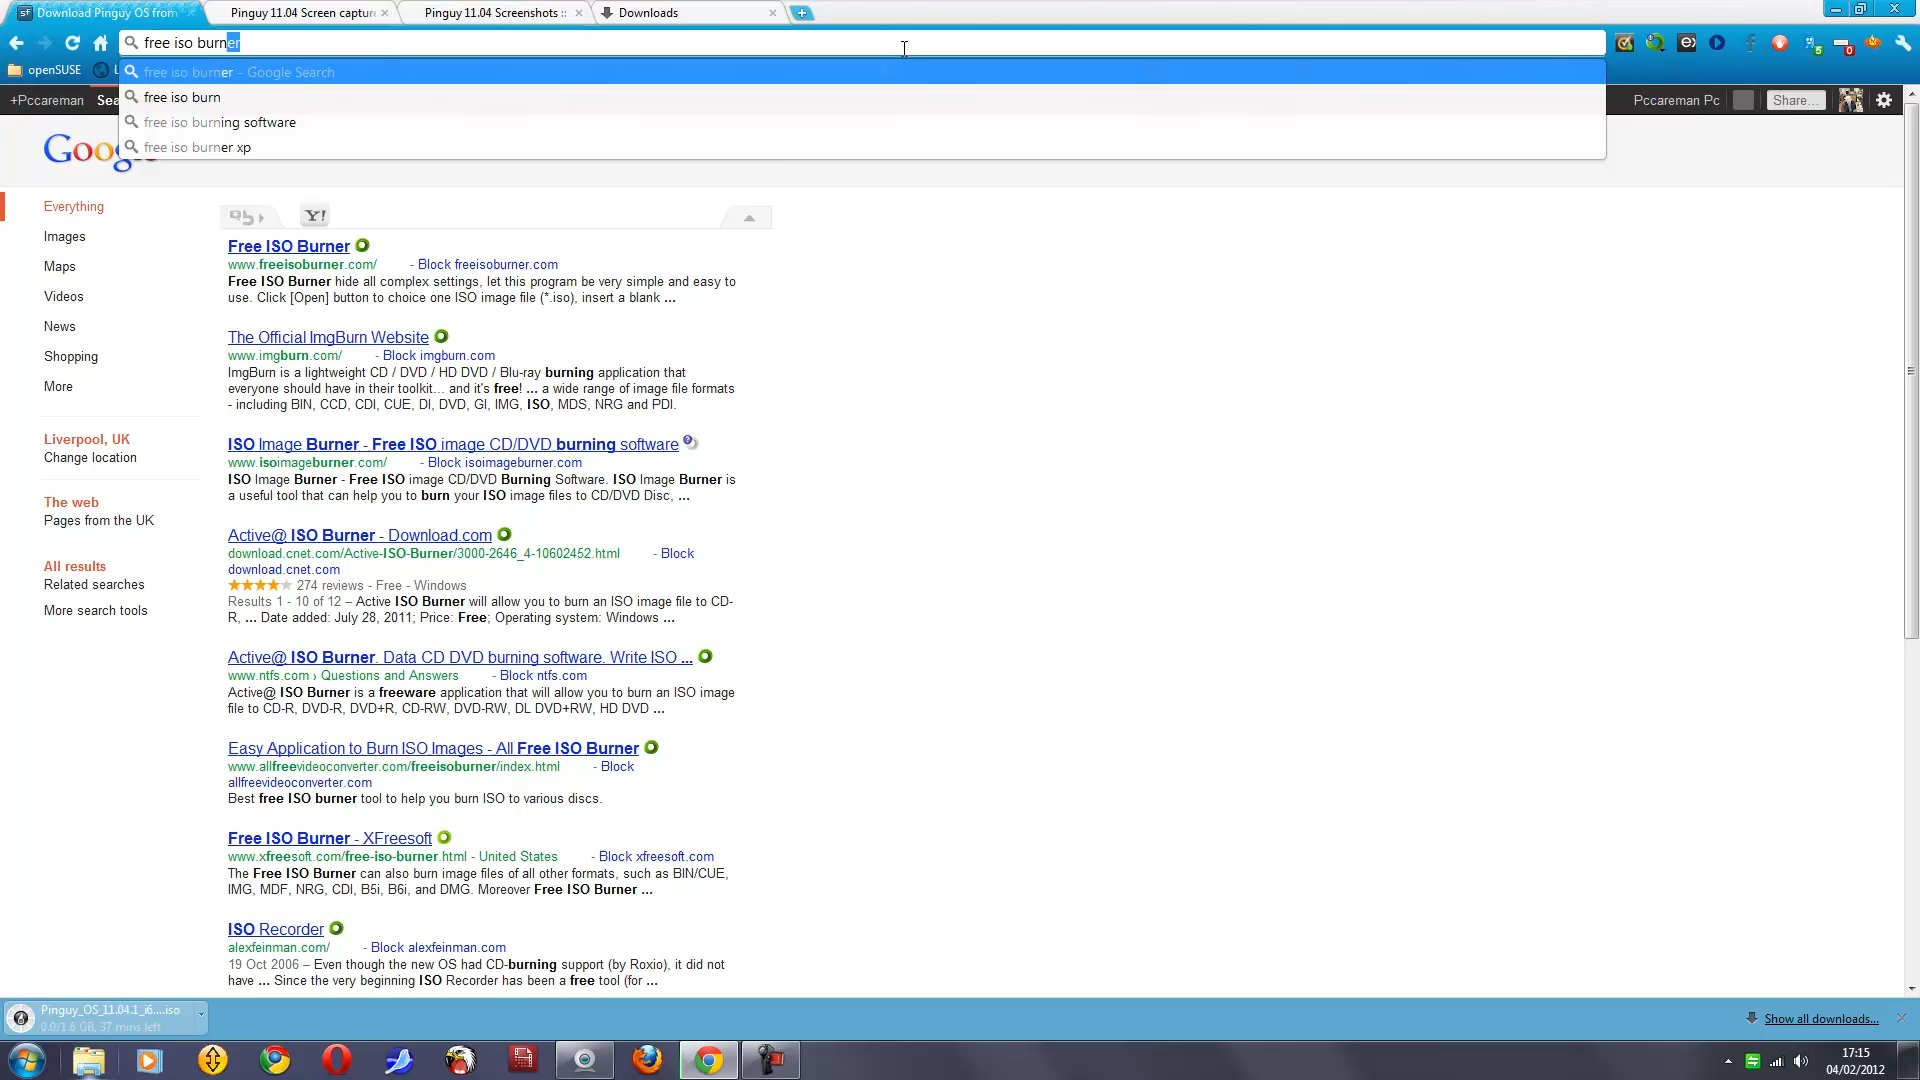 Download Pinguy OS from
Pinguy 11.04 Screen captur
Pinguy 11.04 Screenshots ::
Downloads
free iso burner
openSUSE
free iso burner - Google Search
free iso burn
free iso burning software
free iso burner xp
+Pccareman
Sea
Pccareman Pc
Share...
Google
Everything
Images
Maps
Videos
News
Shopping
More
Liverpool, UK
Change location
The web
Pages from the UK
All results
Related searches
More search tools
Y!
Free ISO Burner
www.freeisoburner.com/ - Block freeisoburner.com
Free ISO Burner hide all complex settings, let this program be very simple and easy to
use. Click [Open] button to choice one ISO image file (*.iso), insert a blank ...
The Official ImgBurn Website
www.imgburn.com/ - Block imgburn.com
ImgBurn is a lightweight CD / DVD / HD DVD / Blu-ray burning application that
everyone should have in their toolkit... and it's free! ... a wide range of image file formats
- including BIN, CCD, CDI, CUE, DI, DVD, GI, IMG, ISO, MDS, NRG and PDI.
ISO Image Burner - Free ISO image CD/DVD burning software
www.isoimageburner.com/ - Block isoimageburner.com
ISO Image Burner - Free ISO image CD/DVD Burning Software. ISO Image Burner is
a useful tool that can help you to burn your ISO image files to CD/DVD Disc, ...
Active@ ISO Burner - Download.com
download.cnet.com/Active-ISO-Burner/3000-2646_4-10602452.html - Block
download.cnet.com
274 reviews - Free - Windows
Results 1 - 10 of 12 – Active ISO Burner will allow you to burn an ISO image file to CD-
R, ... Date added: July 28, 2011; Price: Free; Operating system: Windows ...
Active@ ISO Burner. Data CD DVD burning software. Write ISO ...
www.ntfs.com › Questions and Answers - Block ntfs.com
Active@ ISO Burner is a freeware application that will allow you to burn an ISO image
file to CD-R, DVD-R, DVD+R, CD-RW, DVD-RW, DL DVD+RW, HD DVD ...
Easy Application to Burn ISO Images - All Free ISO Burner
www.allfreevideoconverter.com/freeisoburner/index.html - Block
allfreevideoconverter.com
Best free ISO burner tool to help you burn ISO to various discs.
Free ISO Burner - XFreesoft
www.xfreesoft.com/free-iso-burner.html - United States - Block xfreesoft.com
The Free ISO Burner can also burn image files of all other formats, such as BIN/CUE,
IMG, MDF, NRG, CDI, B5i, B6i, and DMG. Moreover Free ISO Burner ...
ISO Recorder
alexfeinman.com/ - Block alexfeinman.com
19 Oct 2006 – Even though the new OS had CD-burning support (by Roxio), it did not
have ... Since the very beginning ISO Recorder has been a free tool (for ...
Pinguy_OS_11.04.1_i6....iso
0.0/1.6 GB, 37 mins left
Show all downloads...
17:15
04/02/2012